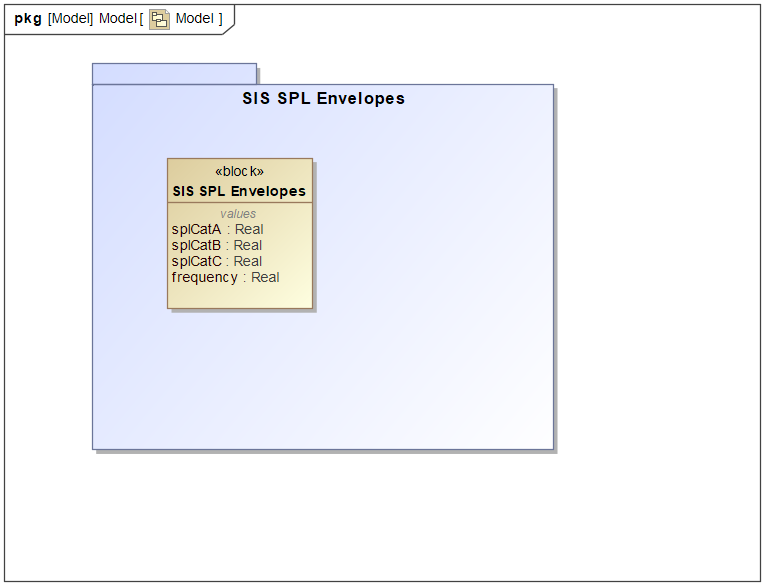 pkg [Model] Model [ Model ]
SIS SPL Envelopes
«block»
SIS SPL Envelopes
values
splCatA : Real
splCatB : Real
splCatC : Real
frequency : Real